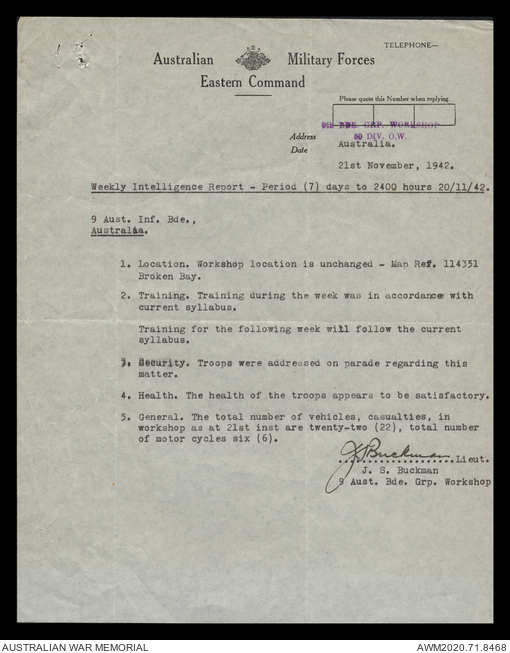 TELEPHONE—
Australian Military Forces
Eastern Command
Please quote this Number when replying
9th BDE. GRP. WORKSHOP
Address 50 DIV. O.W.
Australia.
Date
21st November, 1942.
Weekly Intelligence Report - Period (7) days to 2400 hours 20/11/42.
9 Aust. Inf. Bde.,
Australia.
1. Location. Workshop location is unchanged - Map Ref. 114351
Broken Bay.
2. Training. Training during the week was in accordance with
current syllabus.
Training for the following week will follow the current
syllabus.
3. Security. Troops were addressed on parade regarding this
matter.
4. Health. The health of the troops appears to be satisfactory.
5. General. The total number of vehicles, casualties, in
workshop as at 21st inst are twenty-two (22), total number
of motor cycles six (6).
J S Buckman Lieut.
J. S. Buckman
9 Aust. Bde. Grp. Workshop
AUSTRALIAN WAR MEMORIAL
AWM2020.71.8468